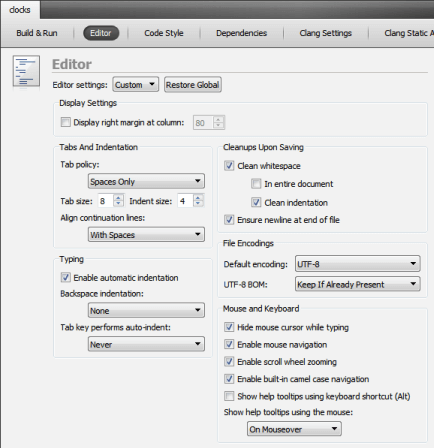 clocks
Build & Run Editor Code Style Dependencies Clang Settings Clang Static A
Editor
Editor settings: Custom Restore Global
Display Settings
Display right margin at column: 80
Tabs And Indentation
Tab policy:
Spaces Only
Tab size: 8 Indent size: 4
Align continuation lines:
With Spaces
Typing
Enable automatic indentation
Backspace indentation:
None
Tab key performs auto-indent:
Never
Cleanups Upon Saving
Clean whitespace
In entire document
Clean indentation
Ensure newline at end of file
File Encodings
Default encoding: UTF-8
UTF-8 BOM: Keep If Already Present
Mouse and Keyboard
Hide mouse cursor while typing
Enable mouse navigation
Enable scroll wheel zooming
Enable built-in camel case navigation
Show help tooltips using keyboard shortcut (Alt)
Show help tooltips using the mouse:
On Mouseover